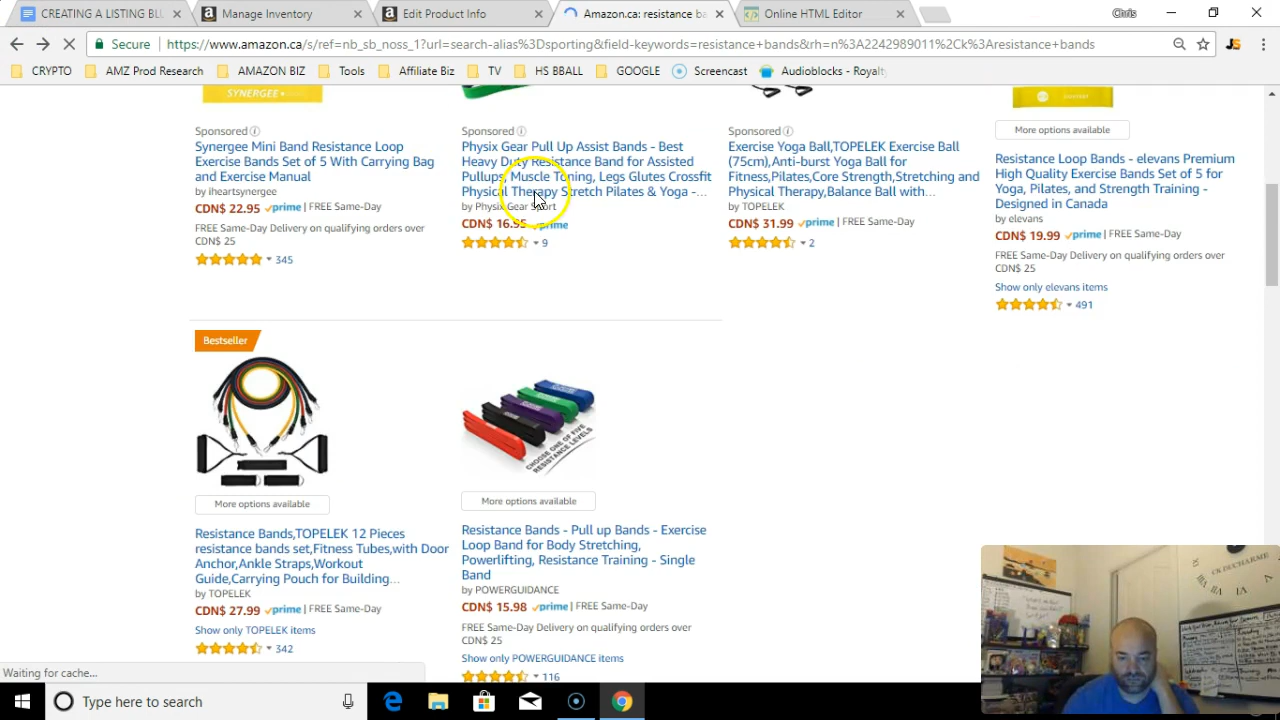 CREATING A LISTING BLU
Manage Inventory
Edit Product Info
Amazon.ca: resistance b
Online HTML Editor
Chris
Secure
https://www.amazon.ca/s/ref=nb_sb_noss_1?url=search-alias%3Dsporting&field-keywords=resistance+bands&rh=n%3A2242989011%2Ck%3Aresistance+bands
CRYPTO
AMZ Prod Research
AMAZON BIZ
Tools
Affiliate Biz
TV
HS BBALL
GOOGLE
Screencast
Audioblocks - Royalt
SYNERGEE
Sponsored
Synergee Mini Band Resistance Loop
Exercise Bands Set of 5 With Carrying Bag
and Exercise Manual
by iheartsynergee
CDN$ 22.95 prime | FREE Same-Day
FREE Same-Day Delivery on qualifying orders over
CDN$ 25
345
Sponsored
Physix Gear Pull Up Assist Bands - Best
Heavy Duty Resistance Band for Assisted
Pullups, Muscle Toning, Legs Glutes Crossfit
Physical Therapy Stretch Pilates & Yoga -...
by Physix Gear Sport
CDN$ 16.95 prime
9
Sponsored
Exercise Yoga Ball,TOPELEK Exercise Ball
(75cm),Anti-burst Yoga Ball for
Fitness,Pilates,Core Strength,Stretching and
Physical Therapy,Balance Ball with...
by TOPELEK
CDN$ 31.99 prime | FREE Same-Day
2
More options available
Resistance Loop Bands - elevans Premium
High Quality Exercise Bands Set of 5 for
Yoga, Pilates, and Strength Training -
Designed in Canada
by elevans
CDN$ 19.99 prime | FREE Same-Day
FREE Same-Day Delivery on qualifying orders over
CDN$ 25
Show only elevans items
491
Bestseller
More options available
Resistance Bands,TOPELEK 12 Pieces
resistance bands set,Fitness Tubes,with Door
Anchor,Ankle Straps,Workout
Guide,Carrying Pouch for Building...
by TOPELEK
CDN$ 27.99 prime | FREE Same-Day
Show only TOPELEK items
342
CHOOSE ONE OF FIVE
RESISTANCE LEVELS
More options available
Resistance Bands - Pull up Bands - Exercise
Loop Band for Body Stretching,
Powerlifting, Resistance Training - Single
Band
by POWERGUIDANCE
CDN$ 15.98 prime | FREE Same-Day
FREE Same-Day Delivery on qualifying orders over
CDN$ 25
Show only POWERGUIDANCE items
116
Waiting for cache...
Type here to search